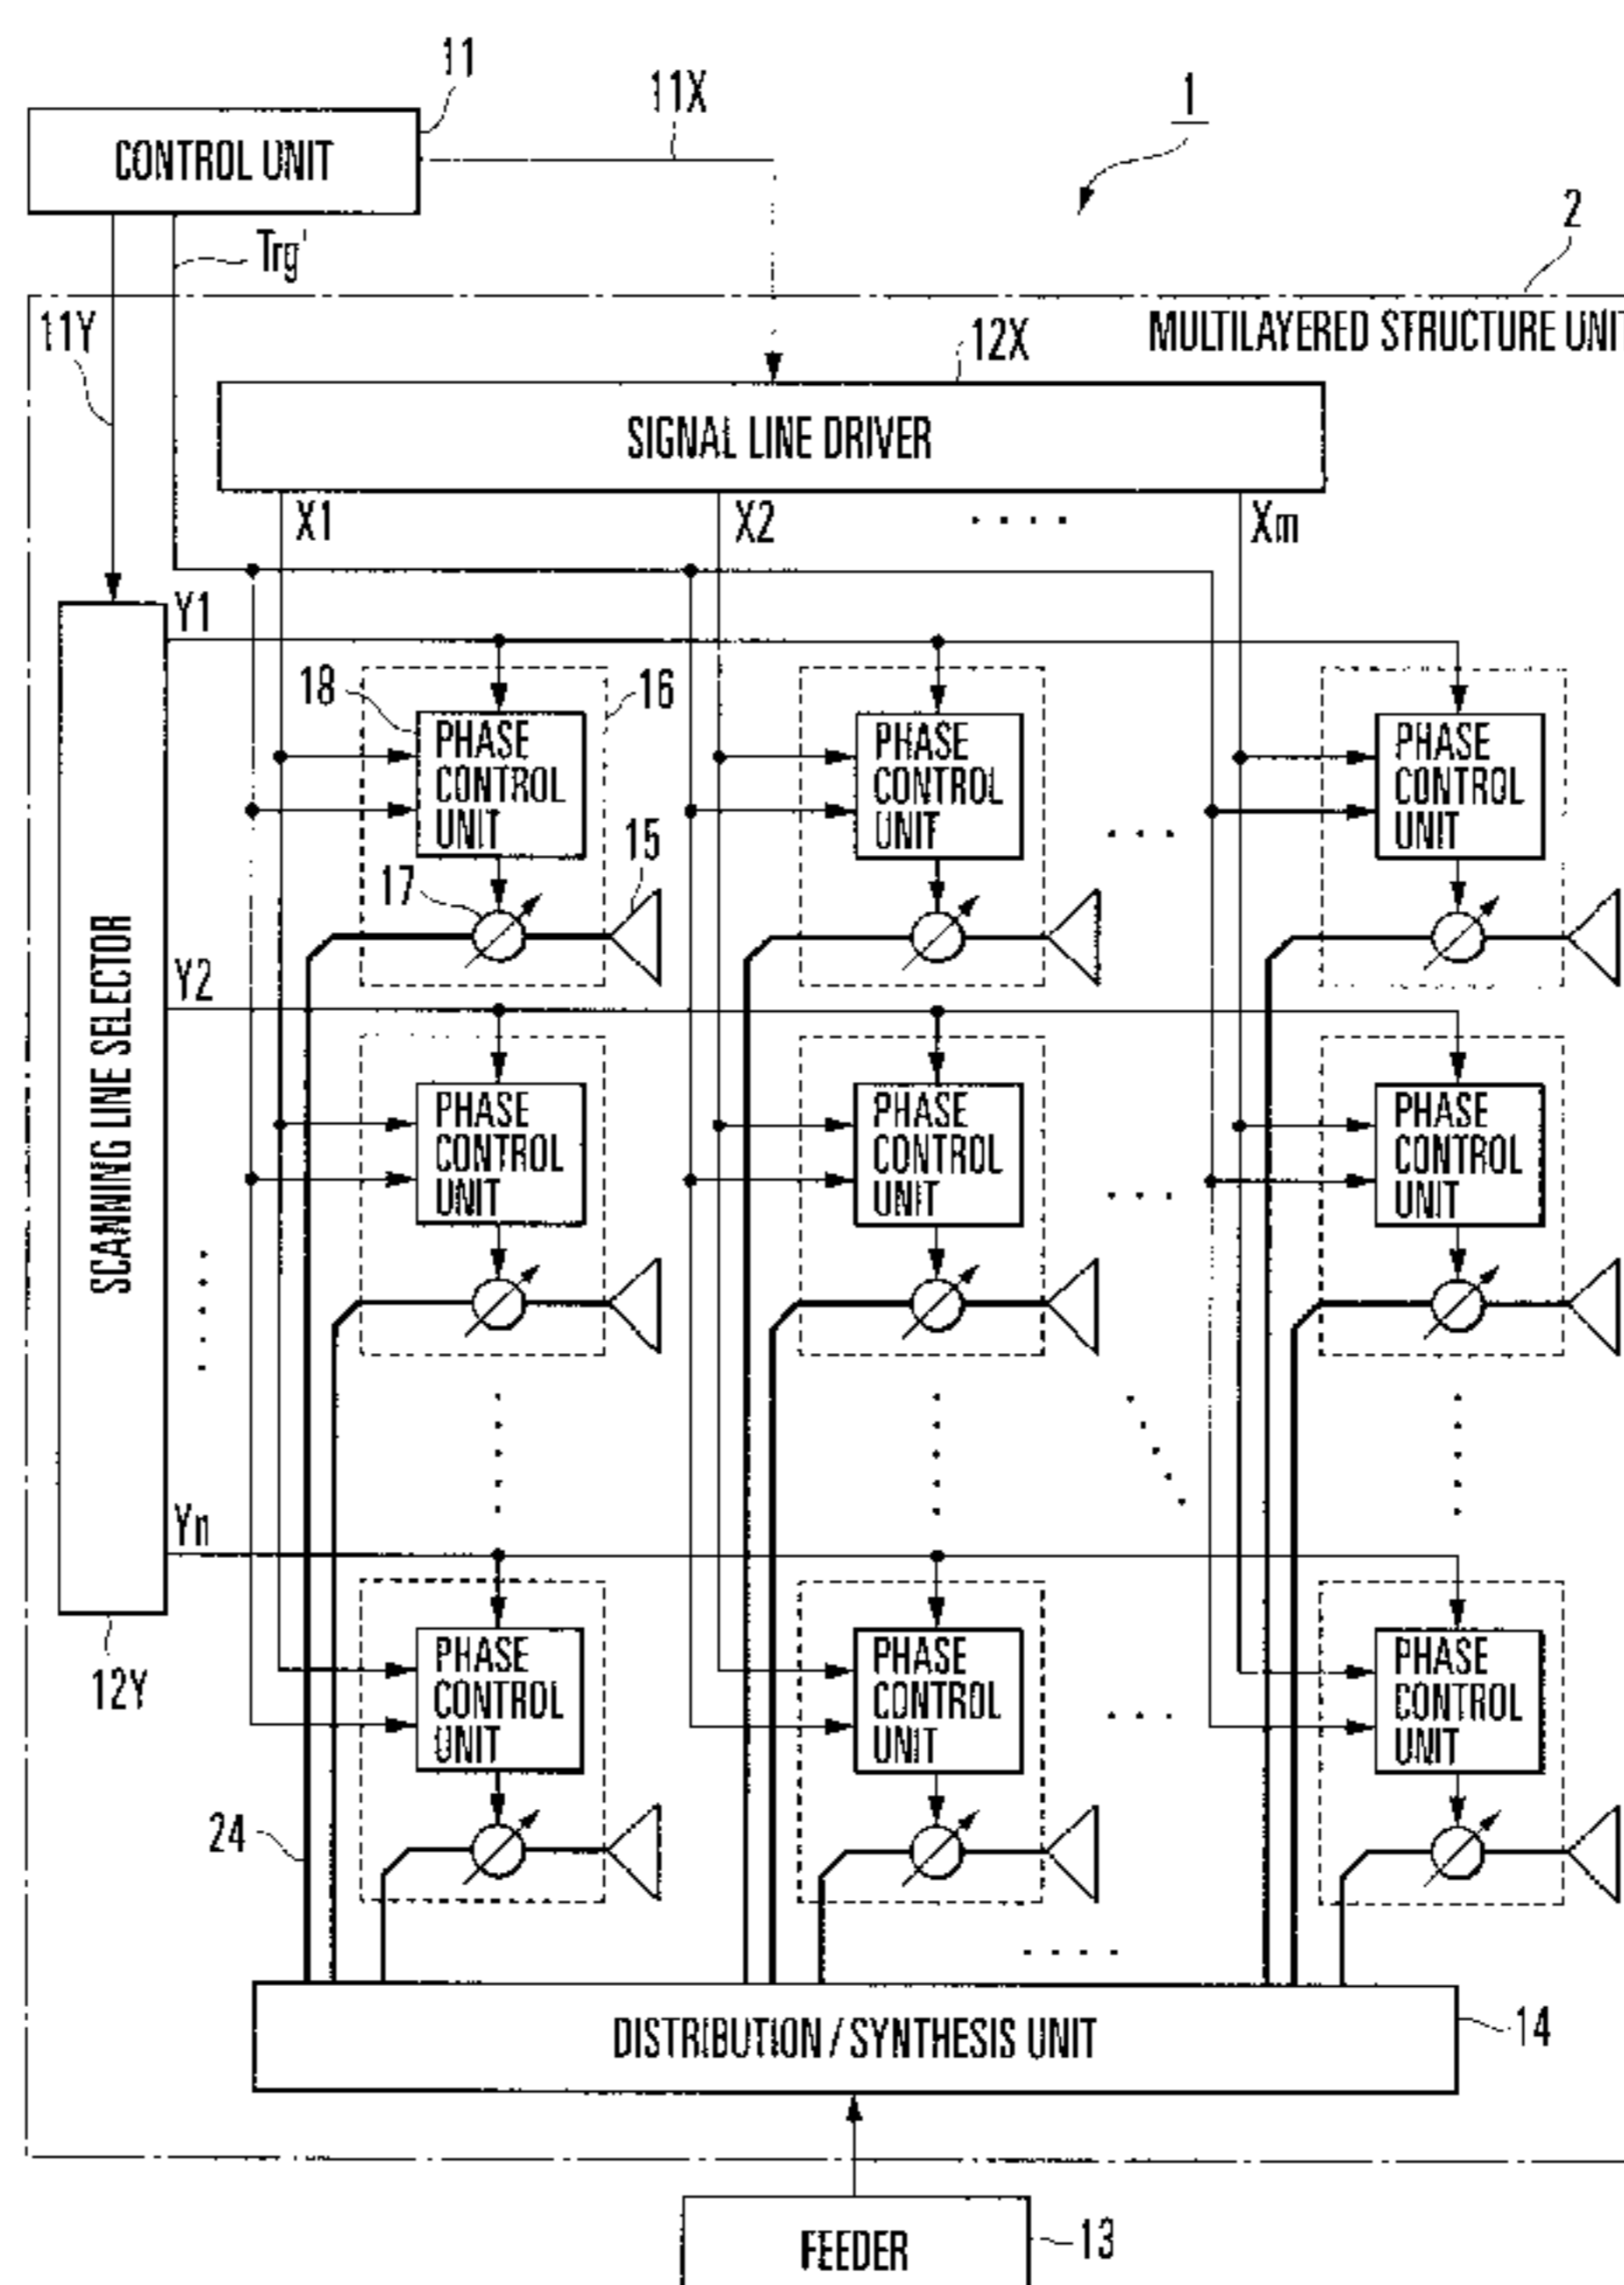 11
11X
1
CONTROL UNIT
2
Trg'
11Y
12X
MULTILAYERED STRUCTURE UNIT
SIGNAL LINE DRIVER
X1
X2
. . . .
Xm
Y1
18
16
PHASE
CONTROL
UNIT
PHASE
CONTROL
UNIT
PHASE
CONTROL
UNIT
15
17
SCANNING LINE SELECTOR
Y2
PHASE
CONTROL
UNIT
PHASE
CONTROL
UNIT
PHASE
CONTROL
UNIT
Yn
12Y
PHASE
CONTROL
UNIT
PHASE
CONTROL
UNIT
PHASE
CONTROL
UNIT
24
DISTRIBUTION / SYNTHESIS UNIT
14
FEEDER
13